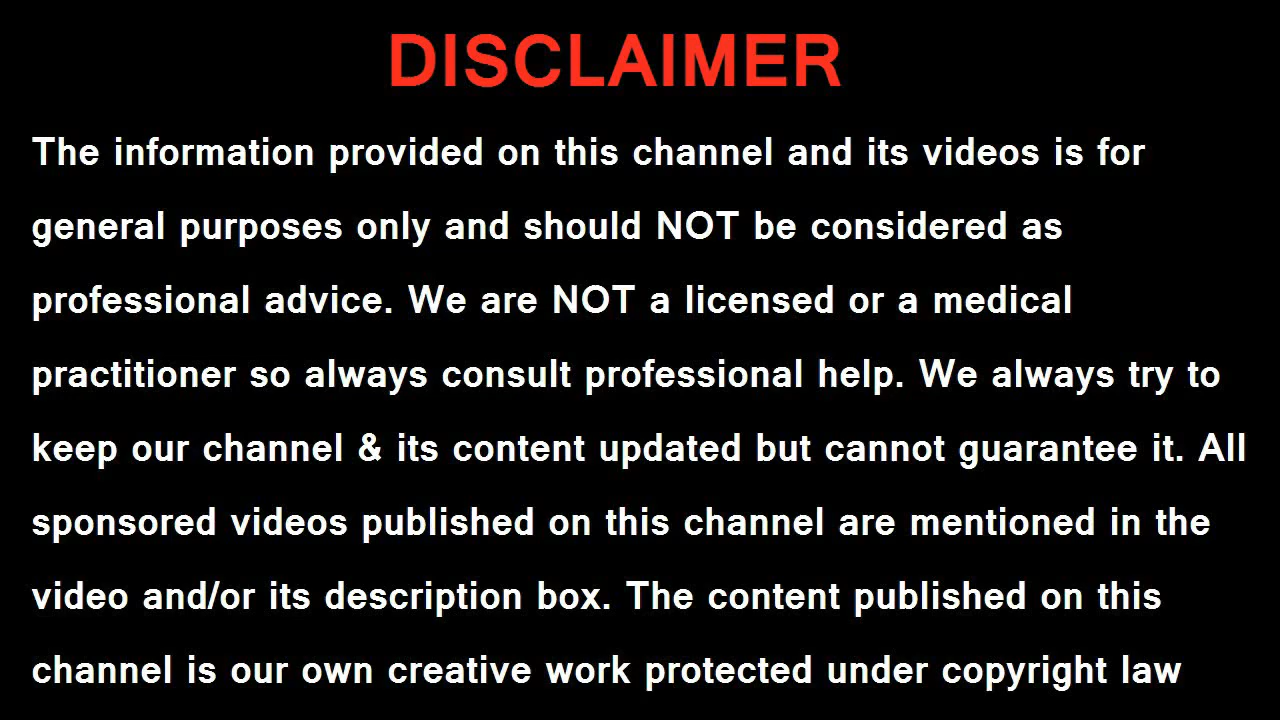 DISCLAIMER
The information provided on this channel and its videos is for
general purposes only and should NOT be considered as
professional advice. We are NOT a licensed or a medical
practitioner so always consult professional help. We always try to
keep our channel & its content updated but cannot guarantee it. All
sponsored videos published on this channel are mentioned in the
video and/or its description box. The content published on this
channel is our own creative work protected under copyright law